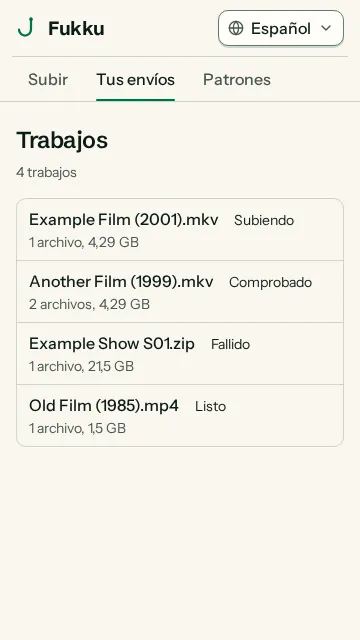 Fukku
Español
Subir
Tus envíos
Patrones
Trabajos
4 trabajos
Example Film (2001).mkv Subiendo
1 archivo, 4,29 GB
Another Film (1999).mkv Comprobado
2 archivos, 4,29 GB
Example Show S01.zip Fallido
1 archivo, 21,5 GB
Old Film (1985).mp4 Listo
1 archivo, 1,5 GB